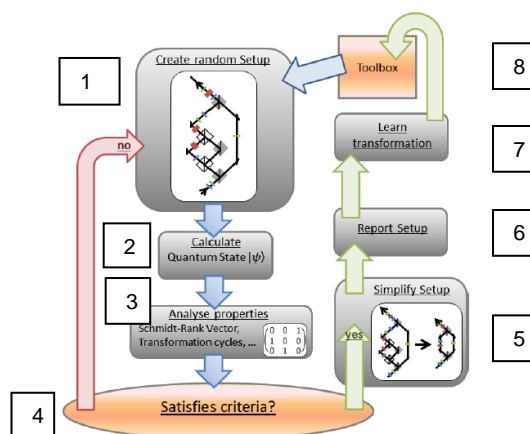 1
Create random Setup
Toolbox
8
no
Learn
transformation
7
2
Calculate
Quantum State |ψ⟩
Report Setup
6
3
Analyse properties
Schmidt-Rank Vector,
Transformation cycles, ...
0 0 1
1 0 0
0 1 0
Simplify Setup
yes
5
4
Satisfies criteria?